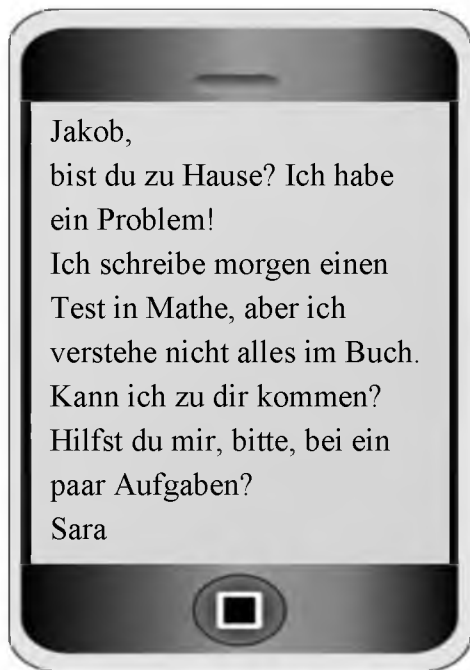 Jakob,
bist du zu Hause? Ich habe
ein Problem!
Ich schreibe morgen einen
Test in Mathe, aber ich
verstehe nicht alles im Buch.
Kann ich zu dir kommen?
Hilfst du mir, bitte, bei ein
paar Aufgaben?
Sara